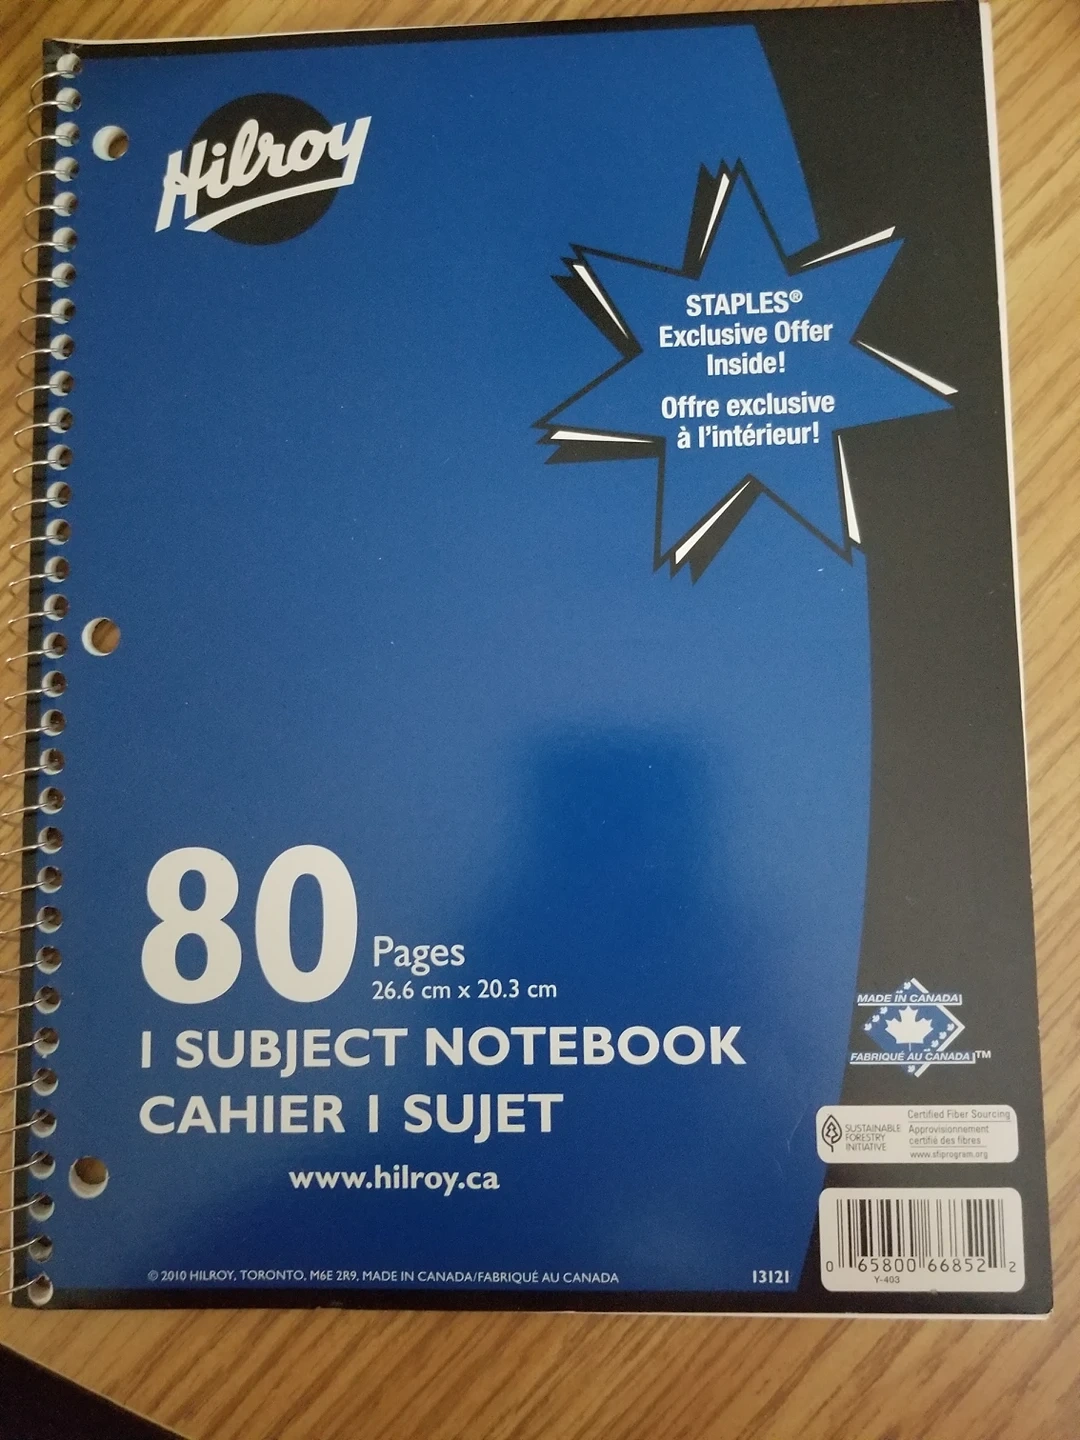 Hilroy
STAPLES®
Exclusive Offer
Inside!
Offre exclusive
à l'intérieur!
80 Pages
26.6 cm x 20.3 cm
1 SUBJECT NOTEBOOK
CAHIER 1 SUJET
www.hilroy.ca
© 2010 HILROY, TORONTO, M6E 2R9, MADE IN CANADA/FABRIQUÉ AU CANADA
13121
MADE IN CANADA
FABRIQUÉ AU CANADA™
SUSTAINABLE
FORESTRY
INITIATIVE
Certified Fiber Sourcing
Approvisionnement
certifié des fibres
www.sfiprogram.org
0 65800 66852 2
Y-403